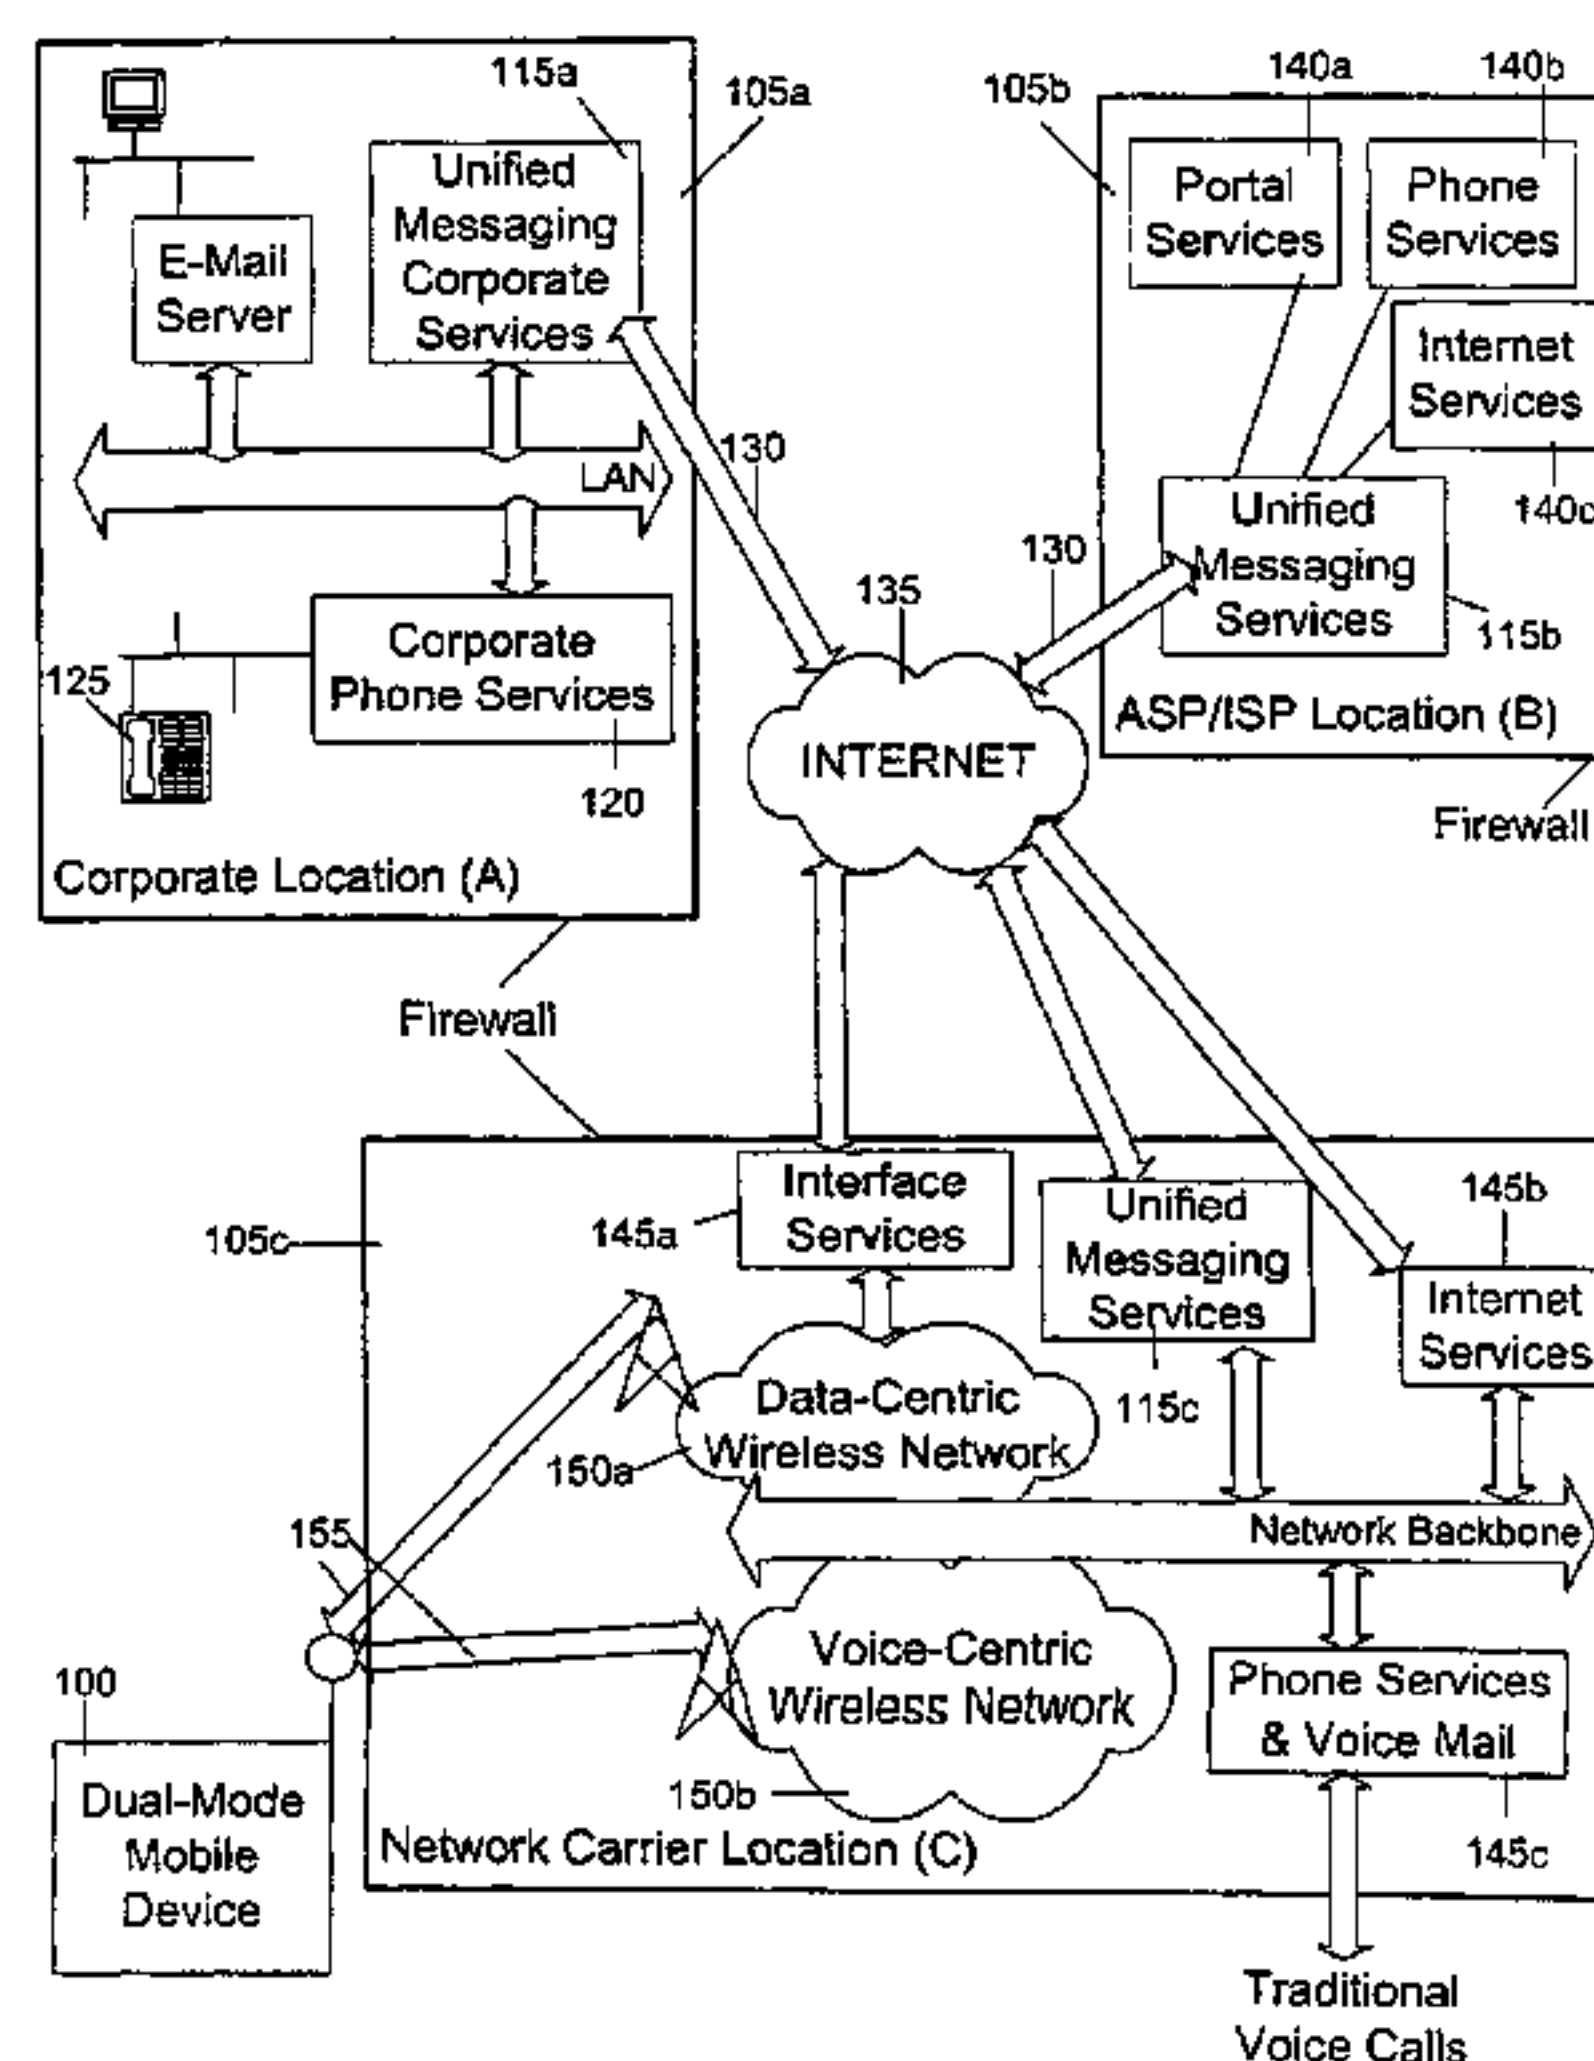 115a
105a
Unified
Messaging
Corporate
Services
E-Mail
Server
LAN
130
Corporate
Phone Services
125
120
Corporate Location (A)
105b
140a
140b
Portal
Services
Phone
Services
Internet
Services
140c
Unified
Messaging
Services
130
115b
ASP/ISP Location (B)
Firewall
135
INTERNET
Firewall
105c
145a
Interface
Services
Unified
Messaging
Services
115c
145b
Internet
Services
Data-Centric
Wireless Network
150a
Network Backbone
155
Voice-Centric
Wireless Network
150b
Phone Services
& Voice Mail
145c
Network Carrier Location (C)
100
Dual-Mode
Mobile
Device
Traditional
Voice Calls